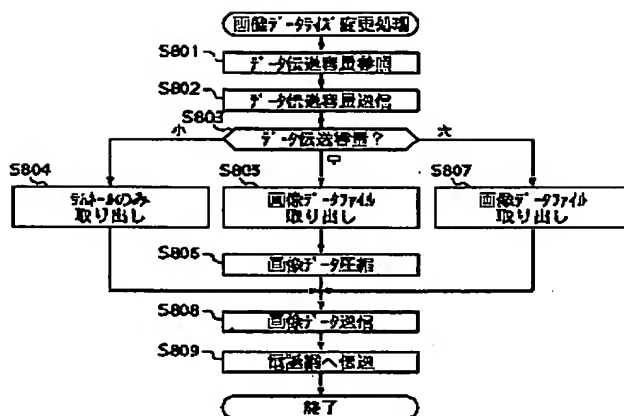 画像データサイズ変更処理
S801
データ伝送容量参照
S802
データ伝送容量送信
S803
データ伝送容量?
小
中
大
S804
サムネールのみ
取り出し
S805
画像データファイル
取り出し
S807
画像データファイル
取り出し
S806
画像データ圧縮
S808
画像データ送信
S809
へ伝送
終了